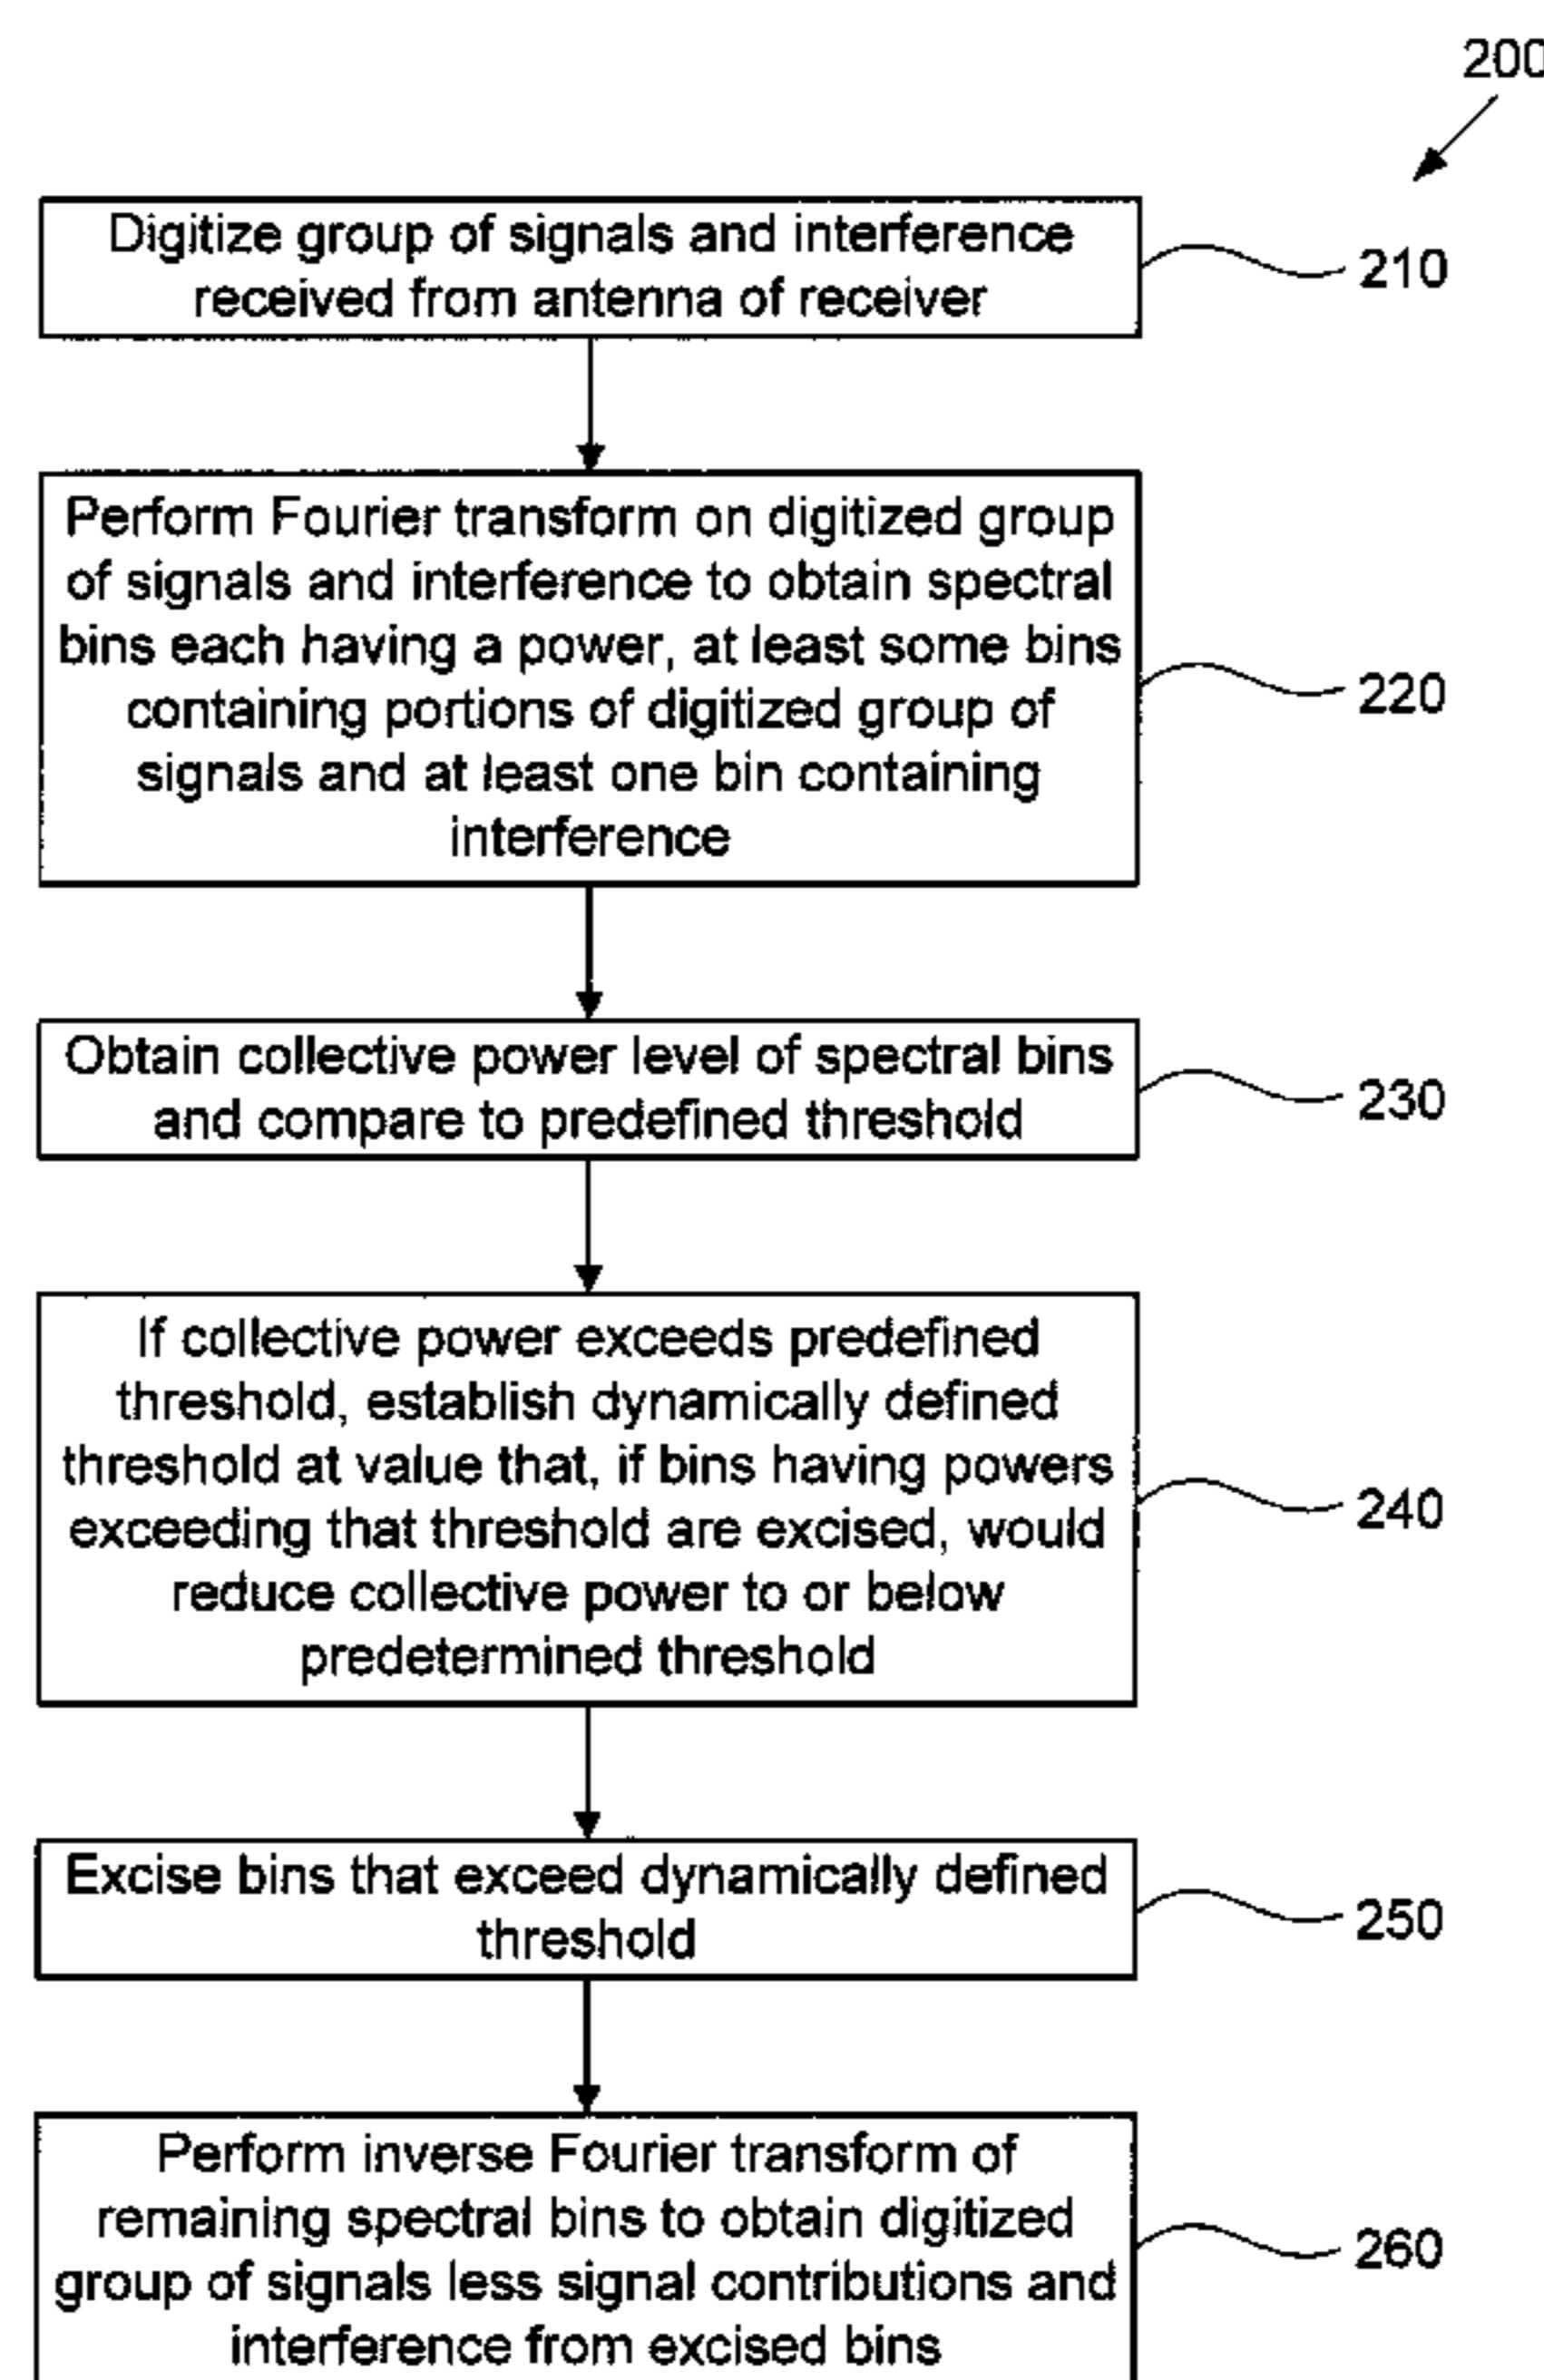 200
Digitize group of signals and interference
received from antenna of receiver
210
Perform Fourier transform on digitized group
of signals and interference to obtain spectral
bins each having a power, at least some bins
containing portions of digitized group of
signals and at least one bin containing
interference
220
Obtain collective power level of spectral bins
and compare to predefined threshold
230
If collective power exceeds predefined
threshold, establish dynamically defined
threshold at value that, if bins having powers
exceeding that threshold are excised, would
reduce collective power to or below
predetermined threshold
240
Excise bins that exceed dynamically defined
threshold
250
Perform inverse Fourier transform of
remaining spectral bins to obtain digitized
group of signals less signal contributions and
interference from excised bins
260